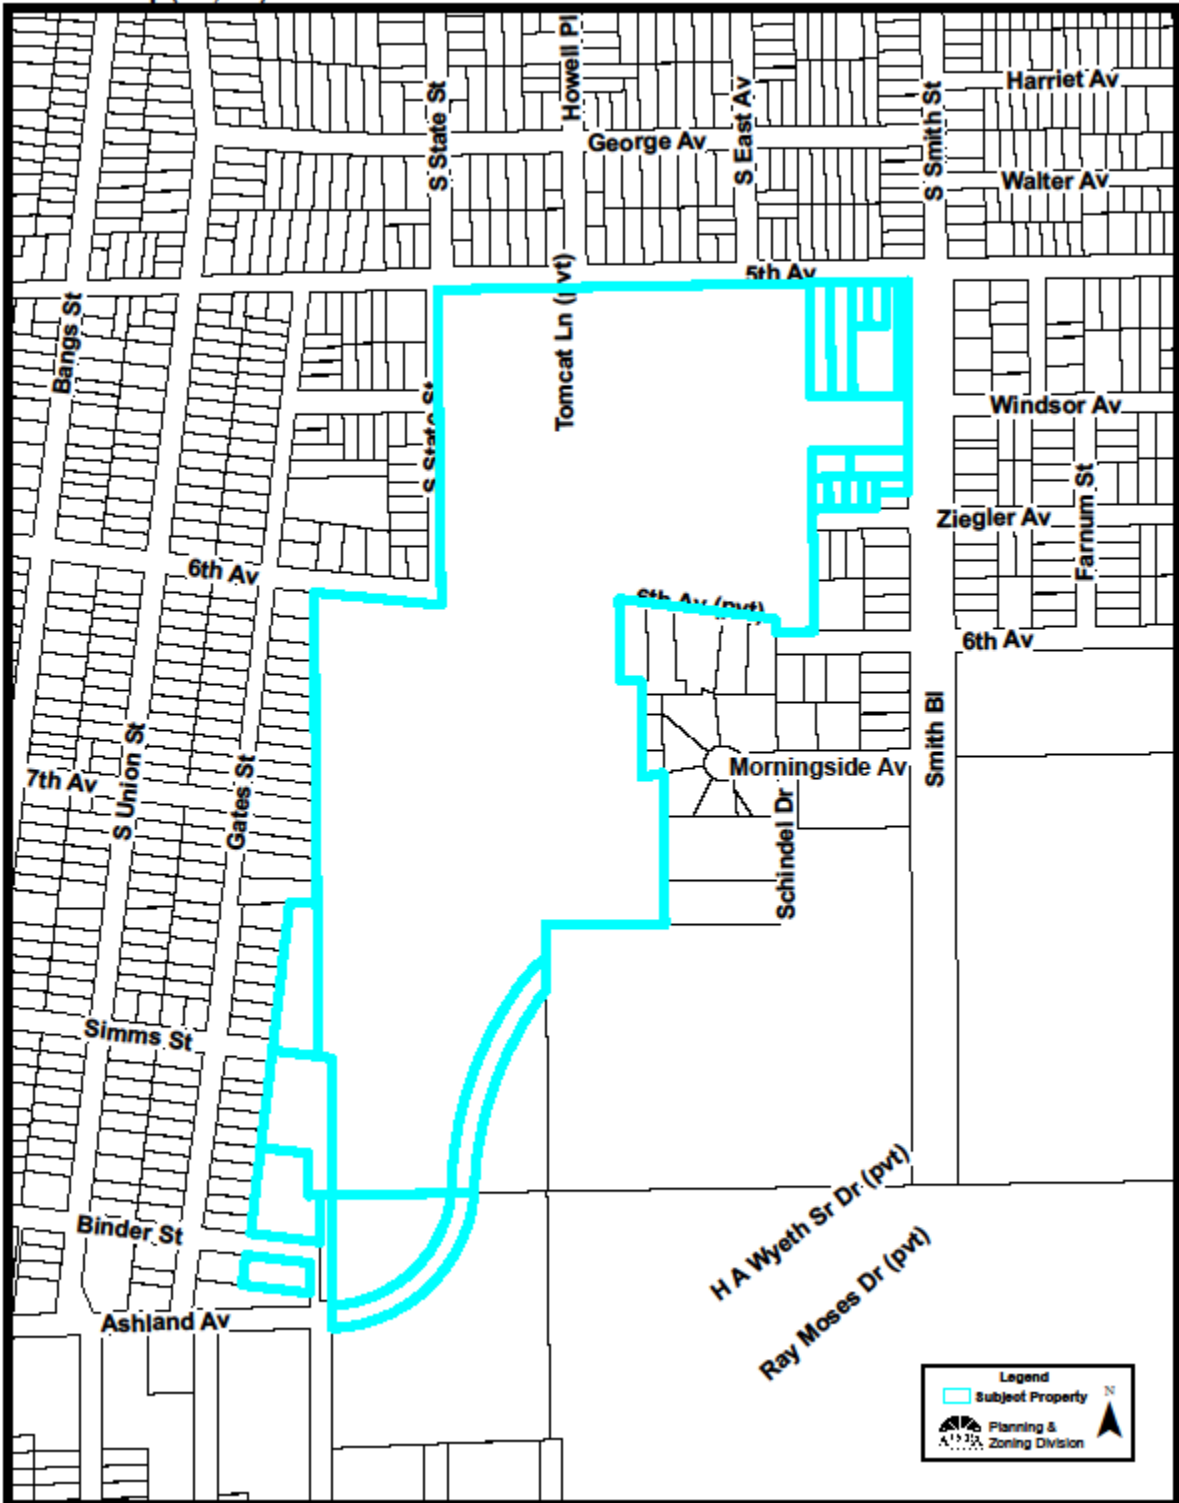 Howell Pl
Harriet Av
S State St
S East Av
S Smith St
George Av
Walter Av
5th Av
Tomcat Ln (pvt)
Bangs St
S State St
Windsor Av
Farnum St
Ziegler Av
6th Av
6th Av (pvt)
6th Av
Smith Bl
S Union St
Gates St
7th Av
Morningside Av
Schindel Dr
Simms St
H A Wyeth Sr Dr (pvt)
Binder St
Ray Moses Dr (pvt)
Ashland Av
Legend
Subject Property
N
Planning &
Zoning Division